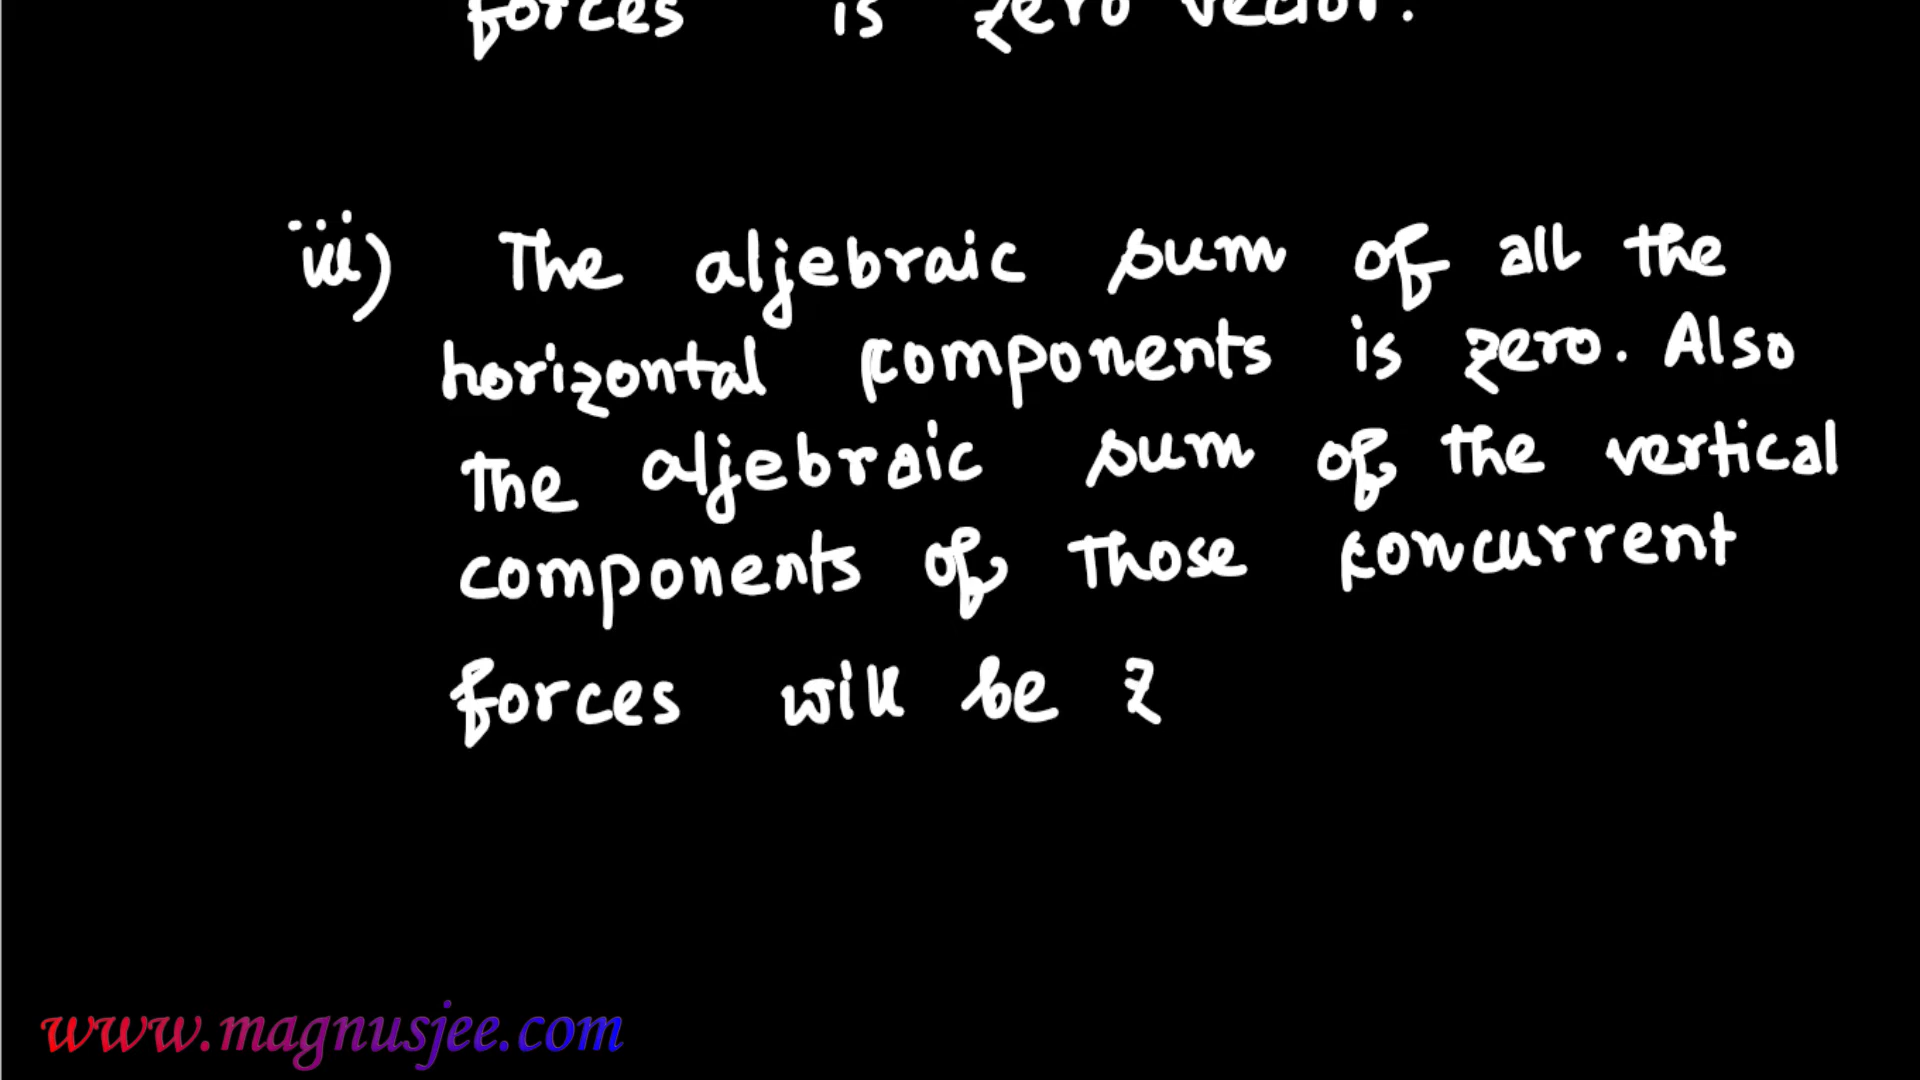 forces is zero vector.
iii) The aljebraic sum of all the
horizontal components is zero. Also
the aljebraic sum of the vertical
components of those concurrent
forces will be z
www.magnusjee.com